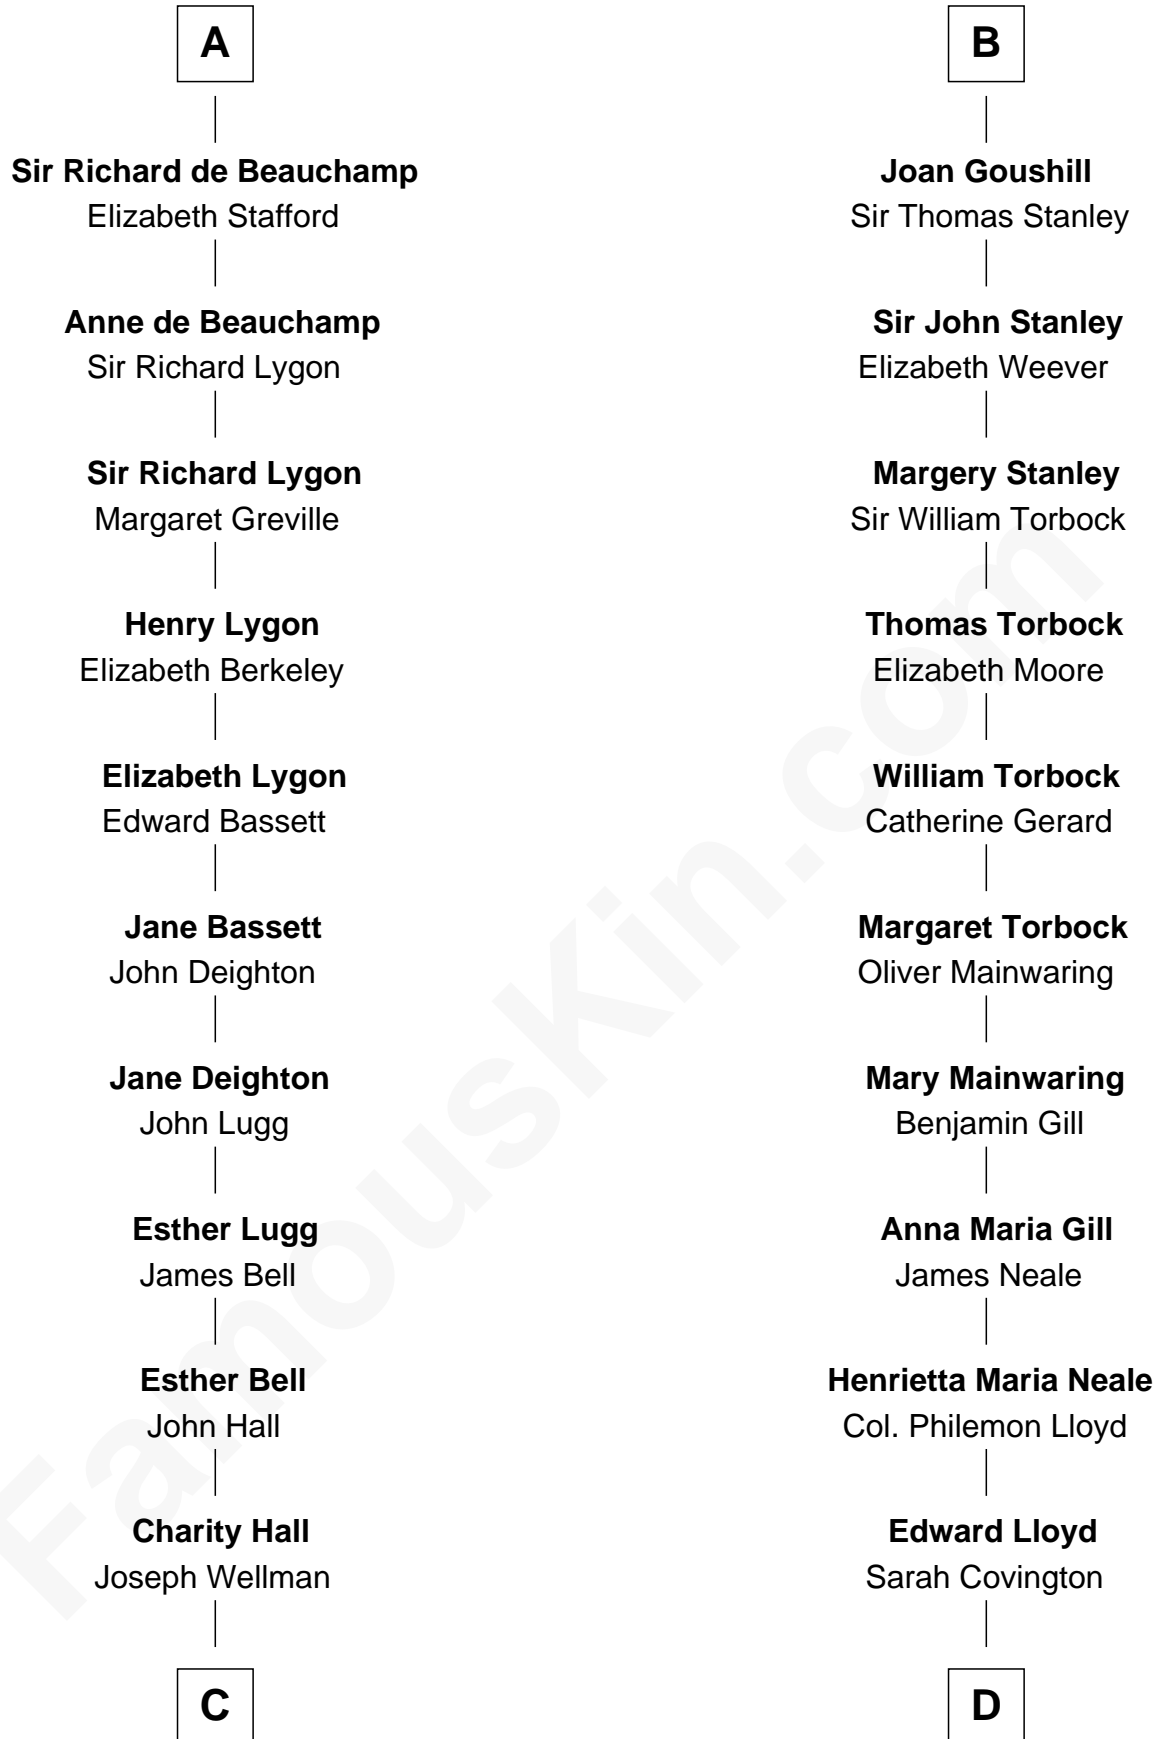 A
Sir Richard de Beauchamp
Elizabeth Stafford
Anne de Beauchamp
Sir Richard Lygon
Sir Richard Lygon
Margaret Greville
Henry Lygon
Elizabeth Berkeley
Elizabeth Lygon
Edward Bassett
Jane Bassett
John Deighton
Jane Deighton
John Lugg
Esther Lugg
James Bell
Esther Bell
John Hall
Charity Hall
Joseph Wellman
C
B
Joan Goushill
Sir Thomas Stanley
Sir John Stanley
Elizabeth Weever
Margery Stanley
Sir William Torbock
Thomas Torbock
Elizabeth Moore
William Torbock
Catherine Gerard
Margaret Torbock
Oliver Mainwaring
Mary Mainwaring
Benjamin Gill
Anna Maria Gill
James Neale
Henrietta Maria Neale
Col. Philemon Lloyd
Edward Lloyd
Sarah Covington
D
FamousKin.com